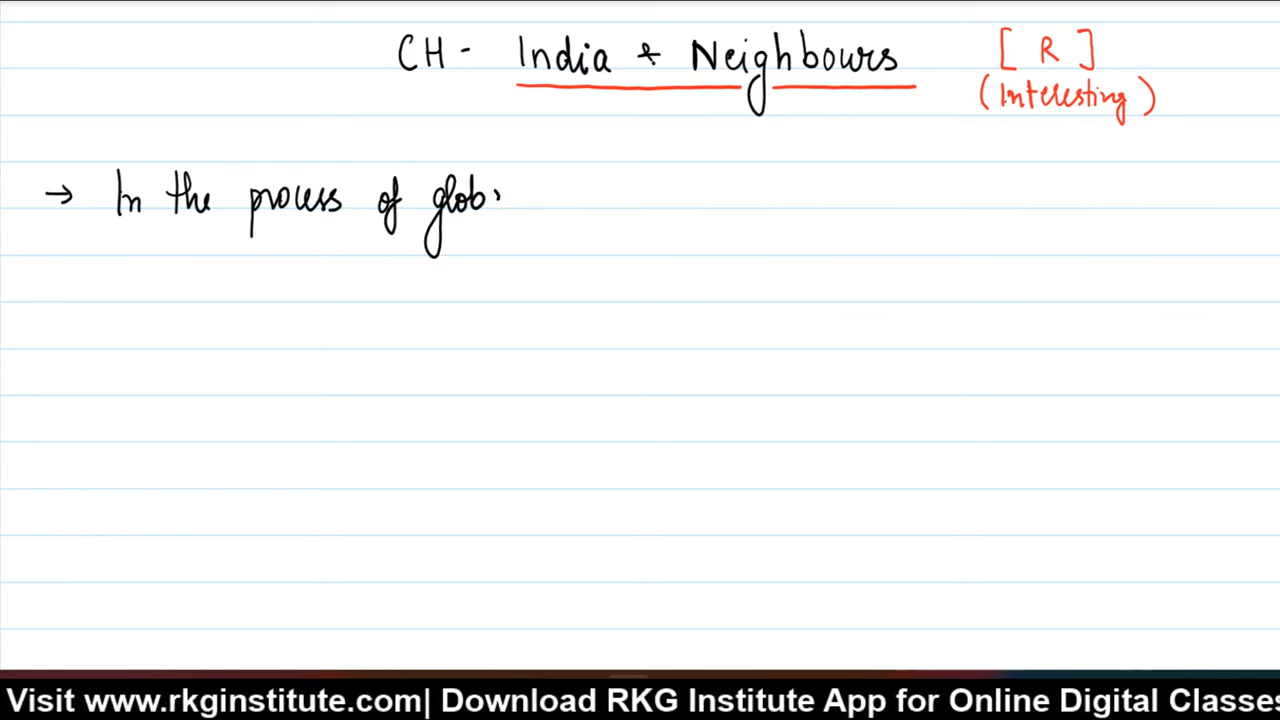 CH - India & Neighbours [ R ]
(Interesting)
→ In the process of glob
Visit www.rkginstitute.com| Download RKG Institute App for Online Digital Classes